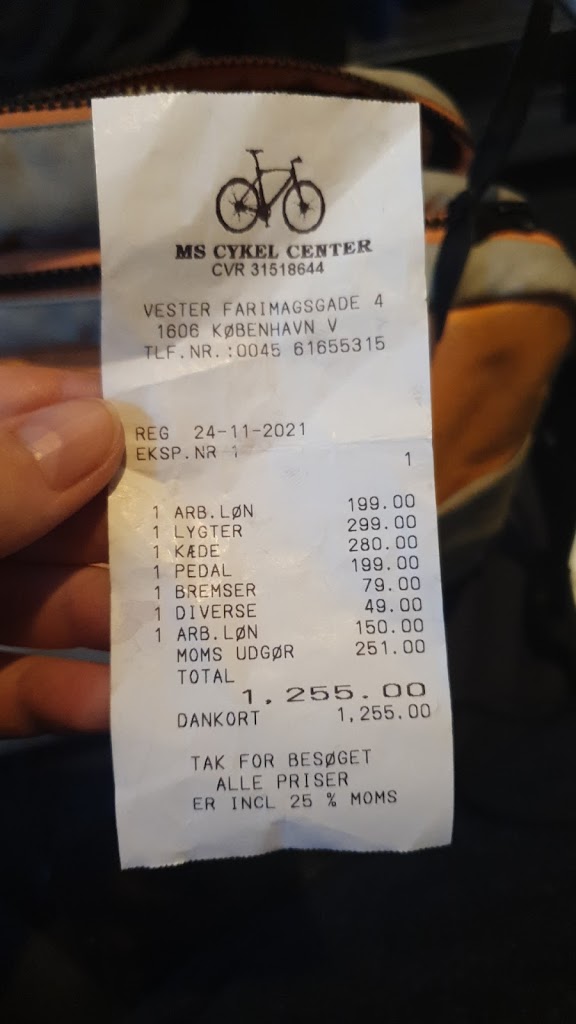 MS CYKEL CENTER
CVR 31518644
VESTER FARIMAGSGADE 4
1606 KØBENHAVN V
TLF.NR.:0045 61655315
REG 24-11-2021
EKSP.NR 1 1
1 ARB.LØN 199.00
1 LYGTER 299.00
1 KÆDE 280.00
1 PEDAL 199.00
1 BREMSER 79.00
1 DIVERSE 49.00
1 ARB.LØN 150.00
MOMS UDGØR 251.00
TOTAL
1,255.00
DANKORT 1,255.00
TAK FOR BESØGET
ALLE PRISER
ER INCL 25 % MOMS